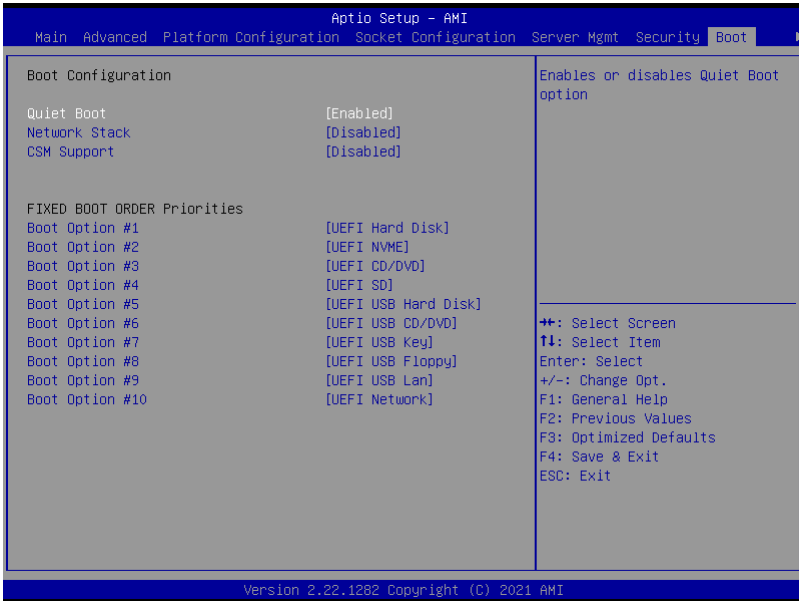 Aptio Setup – AMI
Main Advanced Platform Configuration Socket Configuration Server Mgmt Security Boot
Boot Configuration
Quiet Boot [Enabled]
Network Stack [Disabled]
CSM Support [Disabled]
FIXED BOOT ORDER Priorities
Boot Option #1 [UEFI Hard Disk]
Boot Option #2 [UEFI NVME]
Boot Option #3 [UEFI CD/DVD]
Boot Option #4 [UEFI SD]
Boot Option #5 [UEFI USB Hard Disk]
Boot Option #6 [UEFI USB CD/DVD]
Boot Option #7 [UEFI USB Key]
Boot Option #8 [UEFI USB Floppy]
Boot Option #9 [UEFI USB Lan]
Boot Option #10 [UEFI Network]
Enables or disables Quiet Boot
option
→←: Select Screen
↑↓: Select Item
Enter: Select
+/-: Change Opt.
F1: General Help
F2: Previous Values
F3: Optimized Defaults
F4: Save & Exit
ESC: Exit
Version 2.22.1282 Copyright (C) 2021 AMI